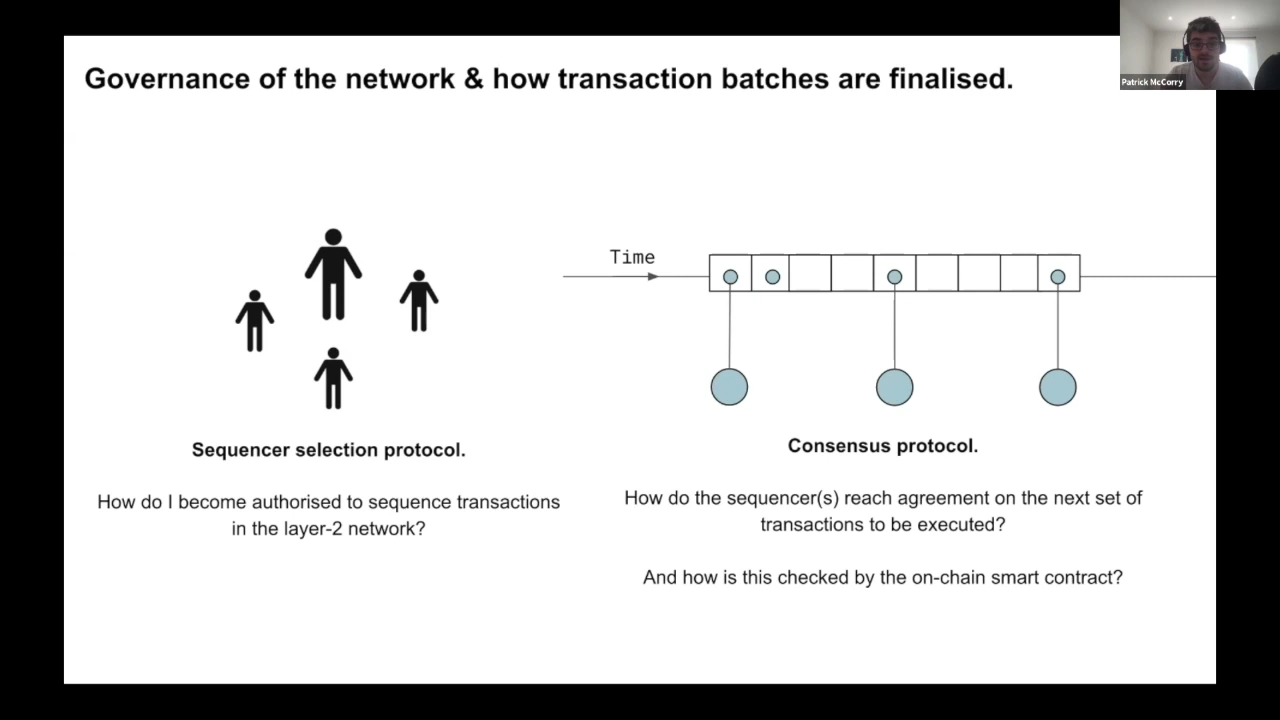 Governance of the network & how transaction batches are finalised.
Patrick McCorry
Time
Sequencer selection protocol.
How do I become authorised to sequence transactions
in the layer-2 network?
Consensus protocol.
How do the sequencer(s) reach agreement on the next set of
transactions to be executed?
And how is this checked by the on-chain smart contract?